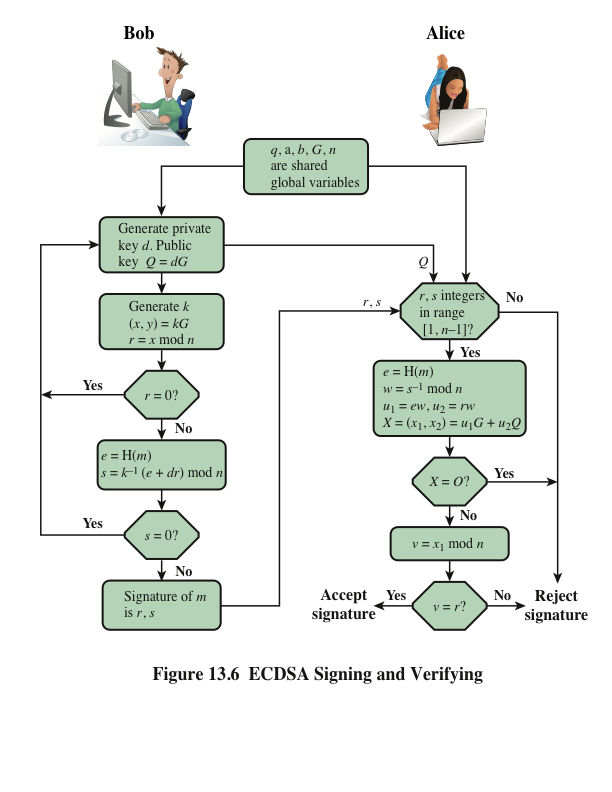 Bob
Alice
q, a, b, G, n
are shared
global variables
Generate private
key d. Public
key Q = dG
Q
Generate k
(x, y) = kG
r = x mod n
r, s
r, s integers
in range
[1, n–1]?
No
Yes
Yes
r = 0?
No
e = H(m)
w = s⁻¹ mod n
u₁ = ew, u₂ = rw
X = (x₁, x₂) = u₁G + u₂Q
e = H(m)
s = k⁻¹ (e + dr) mod n
X = O?
Yes
No
Yes
s = 0?
No
v = x₁ mod n
Signature of m
is r, s
Accept
signature
Yes
v = r?
No
Reject
signature
Figure 13.6 ECDSA Signing and Verifying